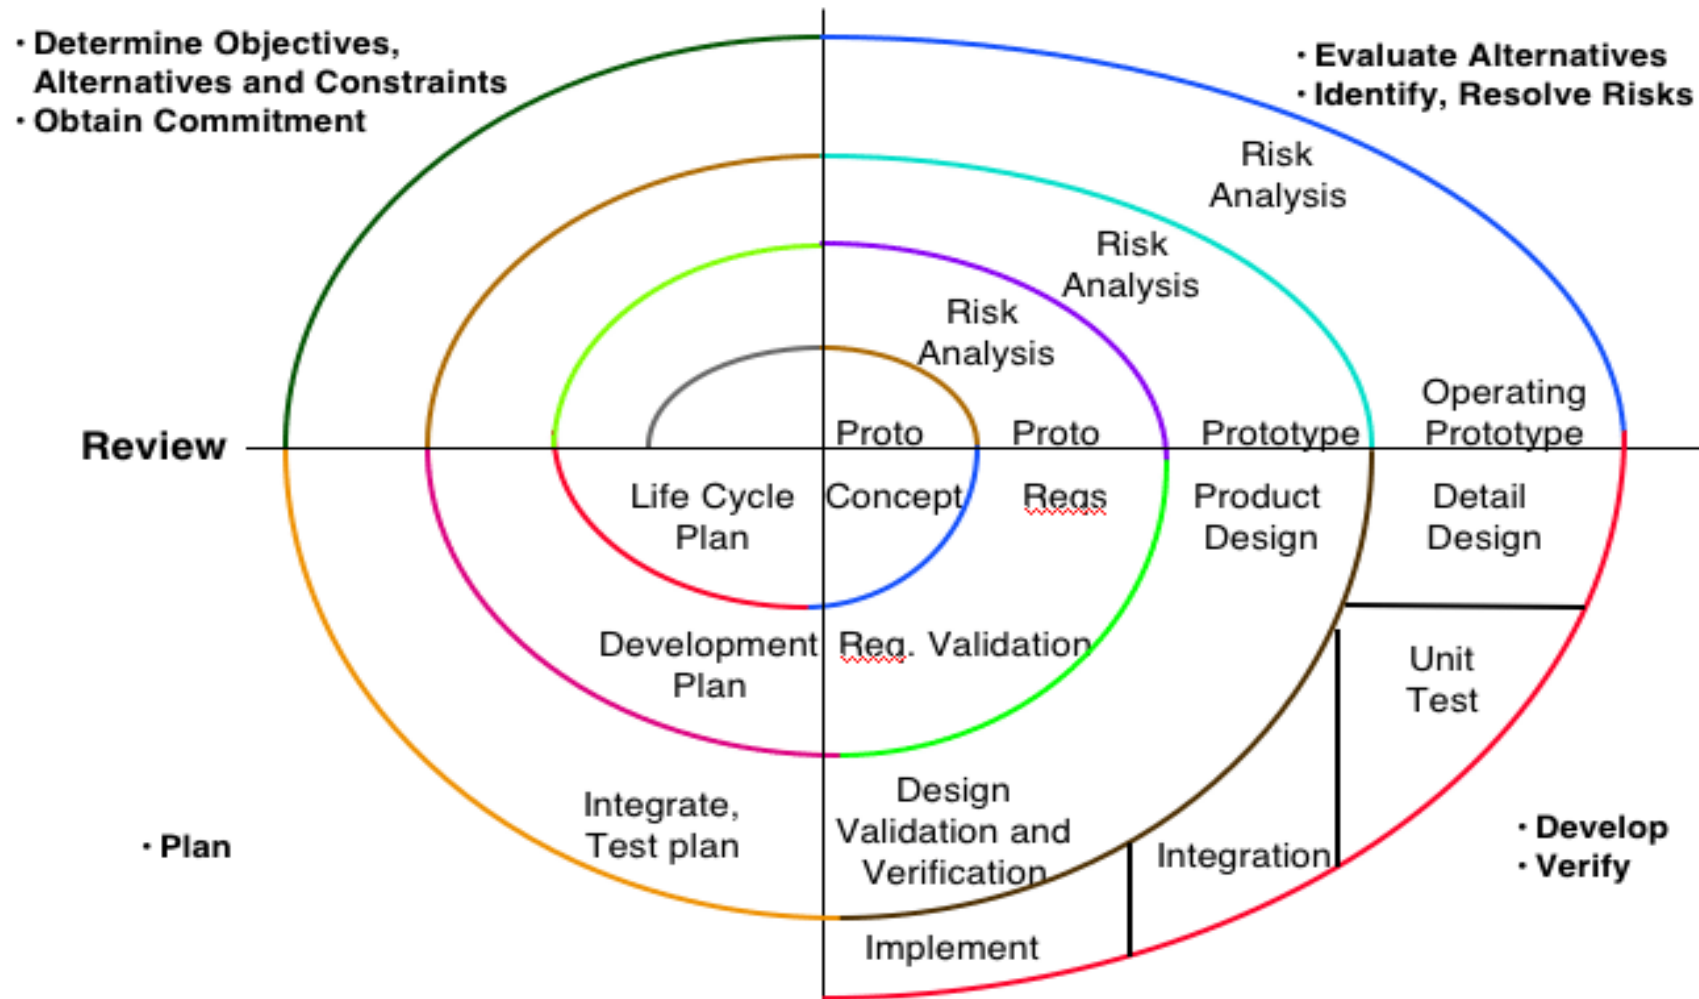 · Determine Objectives,
Alternatives and Constraints
· Obtain Commitment
· Evaluate Alternatives
· Identify, Resolve Risks
Risk
Analysis
Risk
Analysis
Risk
Analysis
Operating
Prototype
Review
Proto
Proto
Prototype
Life Cycle
Plan
Concept
Reqs
Product
Design
Detail
Design
Development
Plan
Req. Validation
Unit
Test
Integrate,
Test plan
Design
Validation and
Verification
Integration
· Plan
· Develop
· Verify
Implement